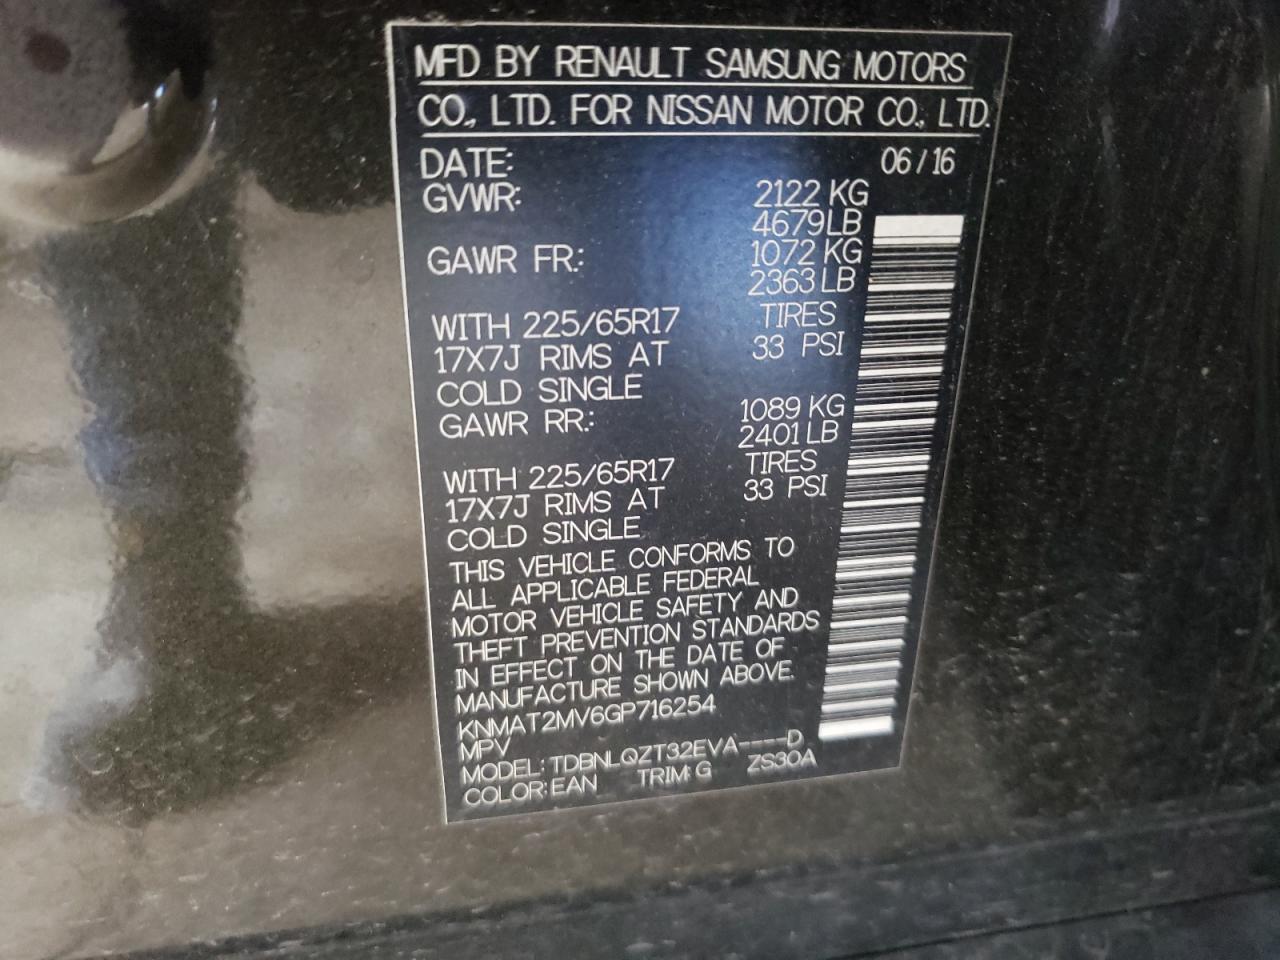 MFD BY RENAULT SAMSUNG MOTORS
CO., LTD. FOR NISSAN MOTOR CO., LTD.
DATE: 06/16
GVWR: 2122 KG
4679LB
GAWR FR.: 1072 KG
2363LB
WITH 225/65R17 TIRES
17X7J RIMS AT 33 PSI
COLD SINGLE
GAWR RR.: 1089 KG
2401LB
WITH 225/65R17 TIRES
17X7J RIMS AT 33 PSI
COLD SINGLE
THIS VEHICLE CONFORMS TO
ALL APPLICABLE FEDERAL
MOTOR VEHICLE SAFETY AND
THEFT PREVENTION STANDARDS
IN EFFECT ON THE DATE OF
MANUFACTURE SHOWN ABOVE.
KNMAT2MV6GP716254
MPV
MODEL:TDBNLQZT32EVA----D
COLOR:EAN TRIM:G ZS30A